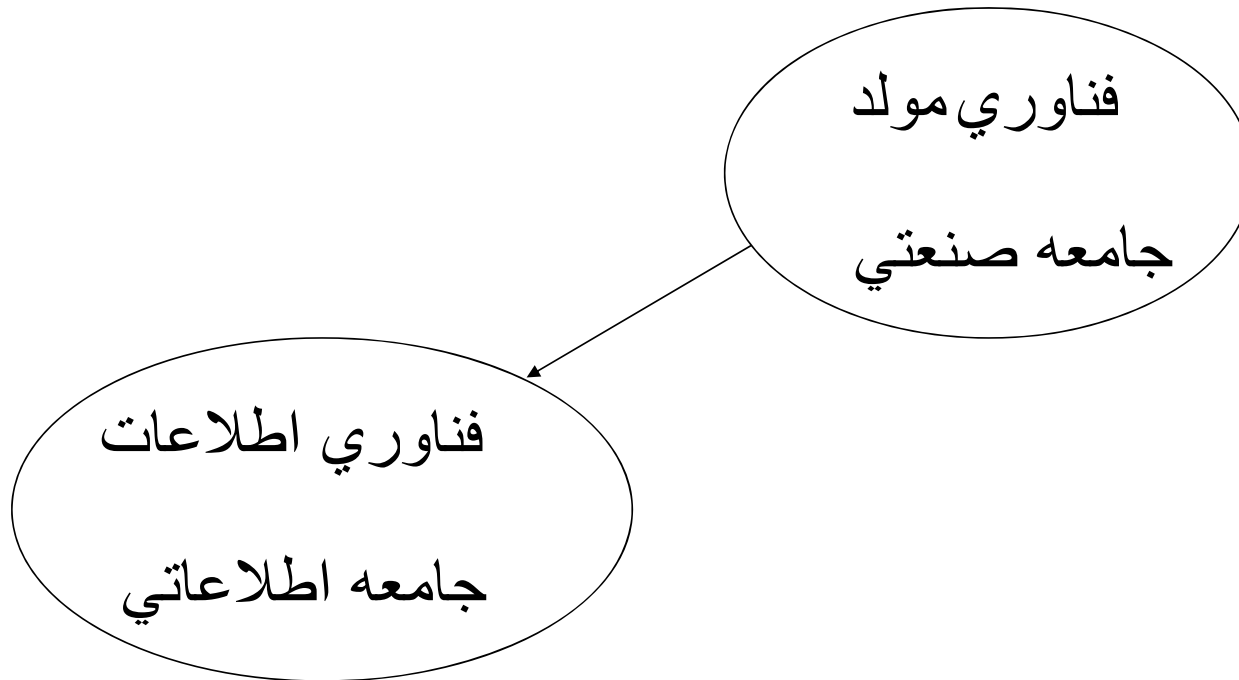 فناوري مولد
جامعه صنعتي
فناوري اطلاعات
جامعه اطلاعاتي